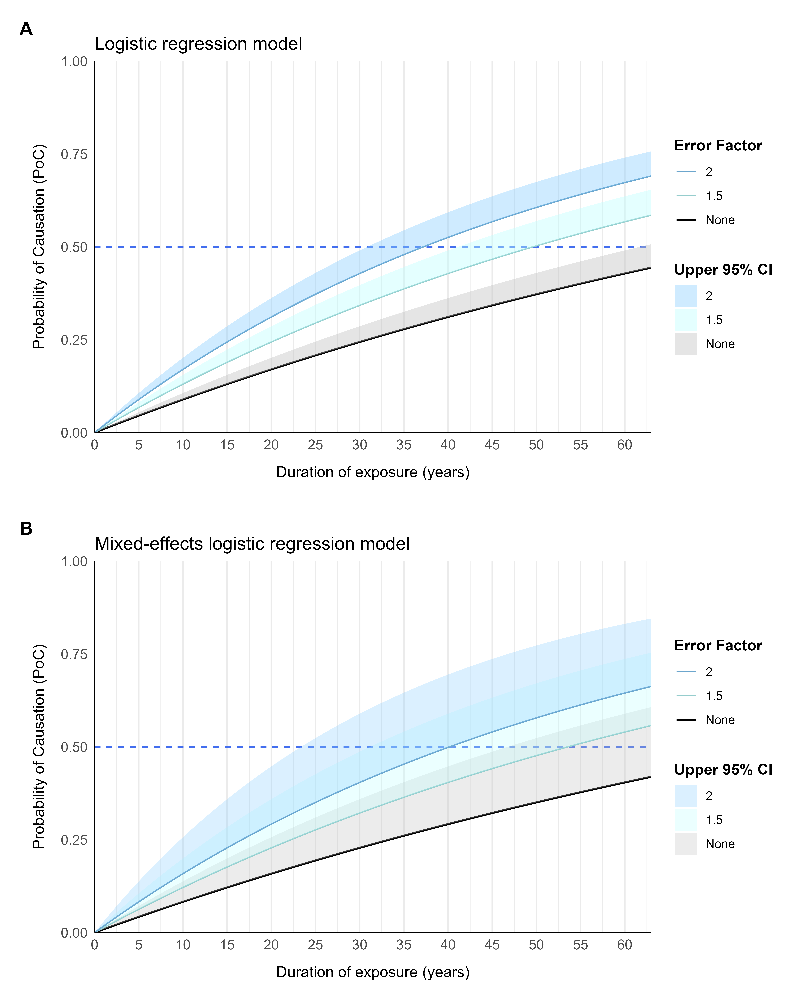 A
Logistic regression model
1.00
0.75
0.50
0.25
0.00
Probability of Causation (PoC)
0 5 10 15 20 25 30 35 40 45 50 55 60
Duration of exposure (years)
Error Factor
2
1.5
None
Upper 95% CI
2
1.5
None
B
Mixed-effects logistic regression model
1.00
0.75
0.50
0.25
0.00
Probability of Causation (PoC)
0 5 10 15 20 25 30 35 40 45 50 55 60
Duration of exposure (years)
Error Factor
2
1.5
None
Upper 95% CI
2
1.5
None